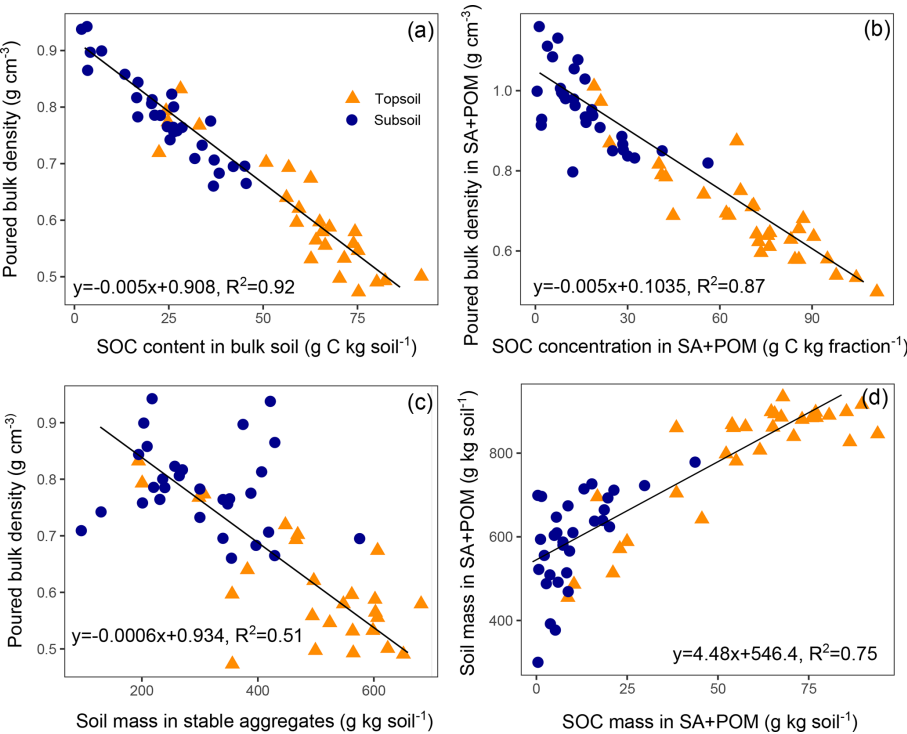 (a)
Poured bulk density (g cm⁻³)
0.9
0.8
0.7
0.6
0.5
Topsoil
Subsoil
y=-0.005x+0.908, R²=0.92
0
25
50
75
SOC content in bulk soil (g C kg soil⁻¹)
(b)
Poured bulk density in SA+POM (g cm⁻³)
1.0
0.8
0.6
y=-0.005x+0.1035, R²=0.87
0
30
60
90
SOC concentration in SA+POM (g C kg fraction⁻¹)
(c)
Poured bulk density (g cm⁻³)
0.9
0.8
0.7
0.6
0.5
y=-0.0006x+0.934, R²=0.51
200
400
600
Soil mass in stable aggregates (g kg soil⁻¹)
(d)
Soil mass in SA+POM (g kg soil⁻¹)
800
600
400
y=4.48x+546.4, R²=0.75
0
25
50
75
SOC mass in SA+POM (g kg soil⁻¹)